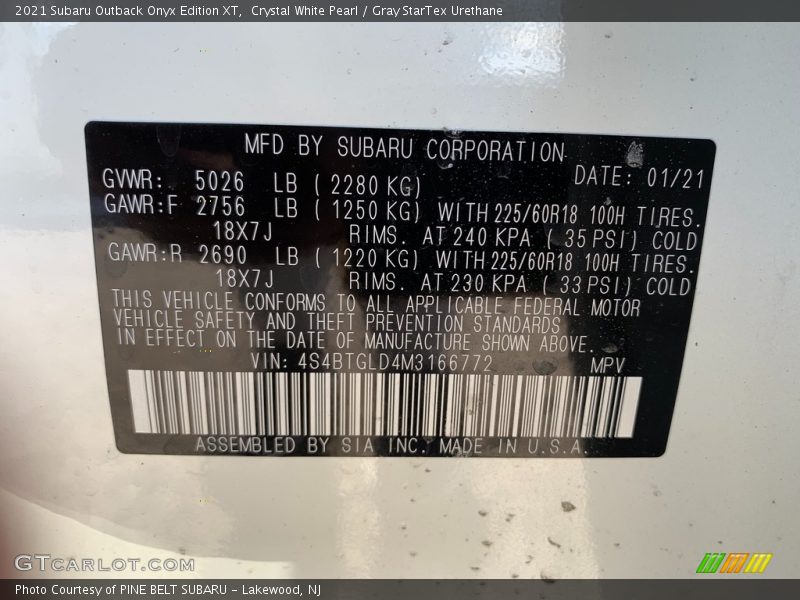 2021 Subaru Outback Onyx Edition XT,  Crystal White Pearl / Gray StarTex Urethane
MFD BY SUBARU CORPORATION
GVWR: 5026 LB (2280 KG) DATE: 01/21
GAWR:F 2756 LB (1250 KG) WITH 225/60R18 100H TIRES.
18X7J RIMS. AT 240 KPA (35 PSI) COLD
GAWR:R 2690 LB (1220 KG) WITH 225/60R18 100H TIRES.
18X7J RIMS. AT 230 KPA (33 PSI) COLD
THIS VEHICLE CONFORMS TO ALL APPLICABLE FEDERAL MOTOR
VEHICLE SAFETY AND THEFT PREVENTION STANDARDS
IN EFFECT ON THE DATE OF MANUFACTURE SHOWN ABOVE.
VIN: 4S4BTGLD4M3166772 MPV
ASSEMBLED BY SIA INC. MADE IN U.S.A.
GTCARLOT.COM
Photo Courtesy of PINE BELT SUBARU – Lakewood, NJ